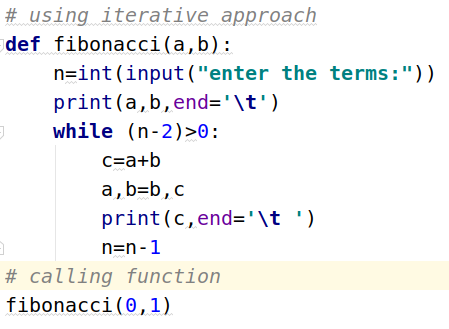 # using iterative approach
def fibonacci(a,b):
    n=int(input("enter the terms:"))
    print(a,b,end='\t')
    while (n-2)>0:
        c=a+b
        a,b=b,c
        print(c,end='\t ')
        n=n-1
# calling function
fibonacci(0,1)